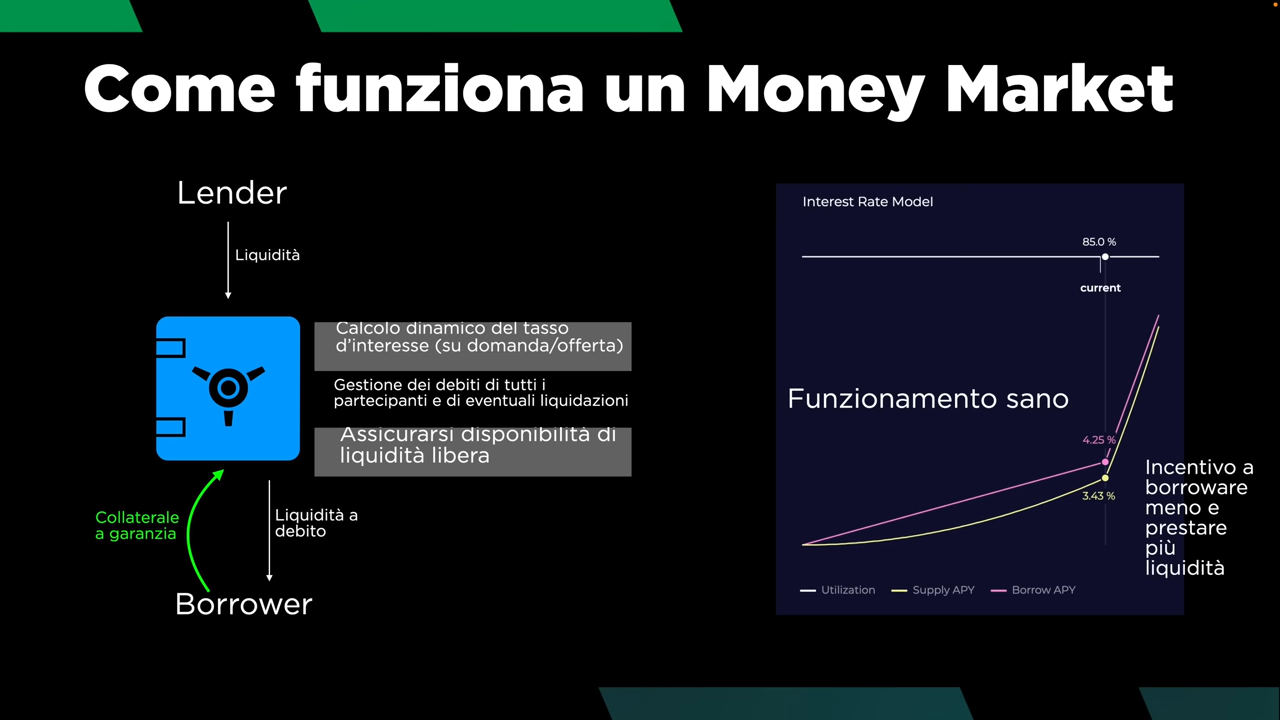 Come funziona un Money Market
Lender
Liquidità
Calcolo dinamico del tasso
d'interesse (su domanda/offerta)
Gestione dei debiti di tutti i
partecipanti e di eventuali liquidazioni
Assicurarsi disponibilità di
liquidità libera
Collaterale
a garanzia
Liquidità a
debito
Borrower
Interest Rate Model
85.0 %
current
Funzionamento sano
4.25 %
3.43 %
Incentivo a
borroware
meno e
prestare
più
liquidità
Utilization
Supply APY
Borrow APY